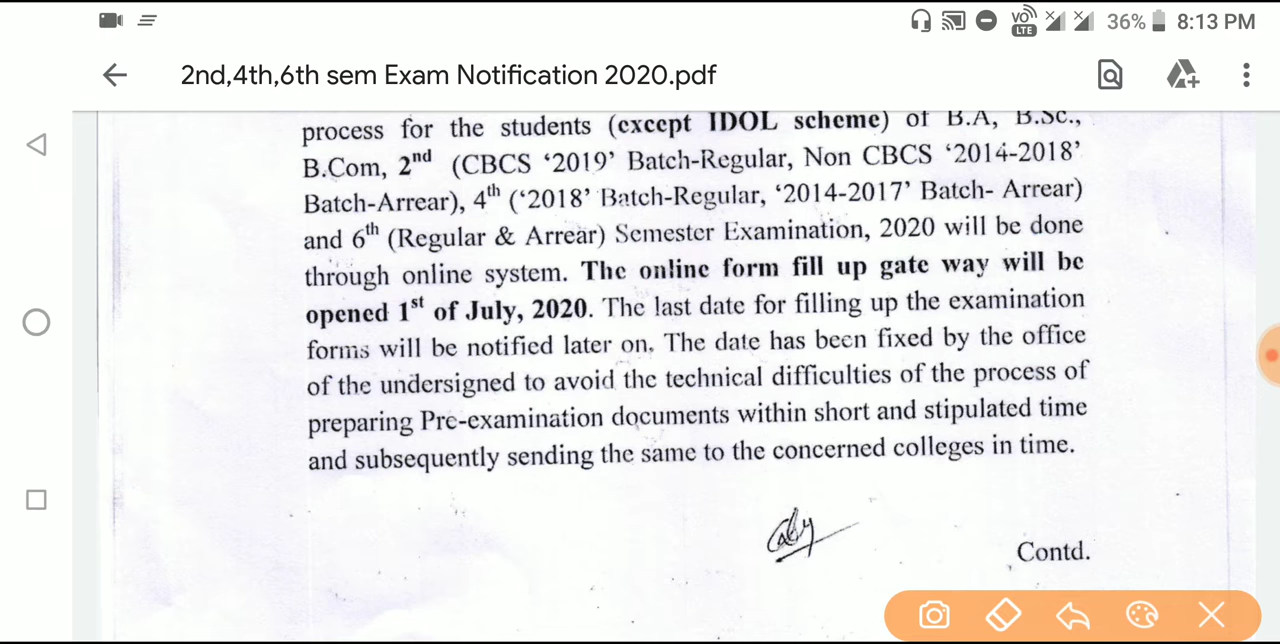 VO LTE 36% 8:13 PM
2nd,4th,6th sem Exam Notification 2020.pdf
process for the students (except IDOL scheme) of B.A, B.Sc.,
B.Com, 2nd (CBCS ‘2019’ Batch-Regular, Non CBCS ‘2014-2018’
Batch-Arrear), 4th (‘2018’ Batch-Regular, ‘2014-2017’ Batch- Arrear)
and 6th (Regular & Arrear) Semester Examination, 2020 will be done
through online system. The online form fill up gate way will be
opened 1st of July, 2020. The last date for filling up the examination
forms will be notified later on. The date has been fixed by the office
of the undersigned to avoid the technical difficulties of the process of
preparing Pre-examination documents within short and stipulated time
and subsequently sending the same to the concerned colleges in time.
Contd.